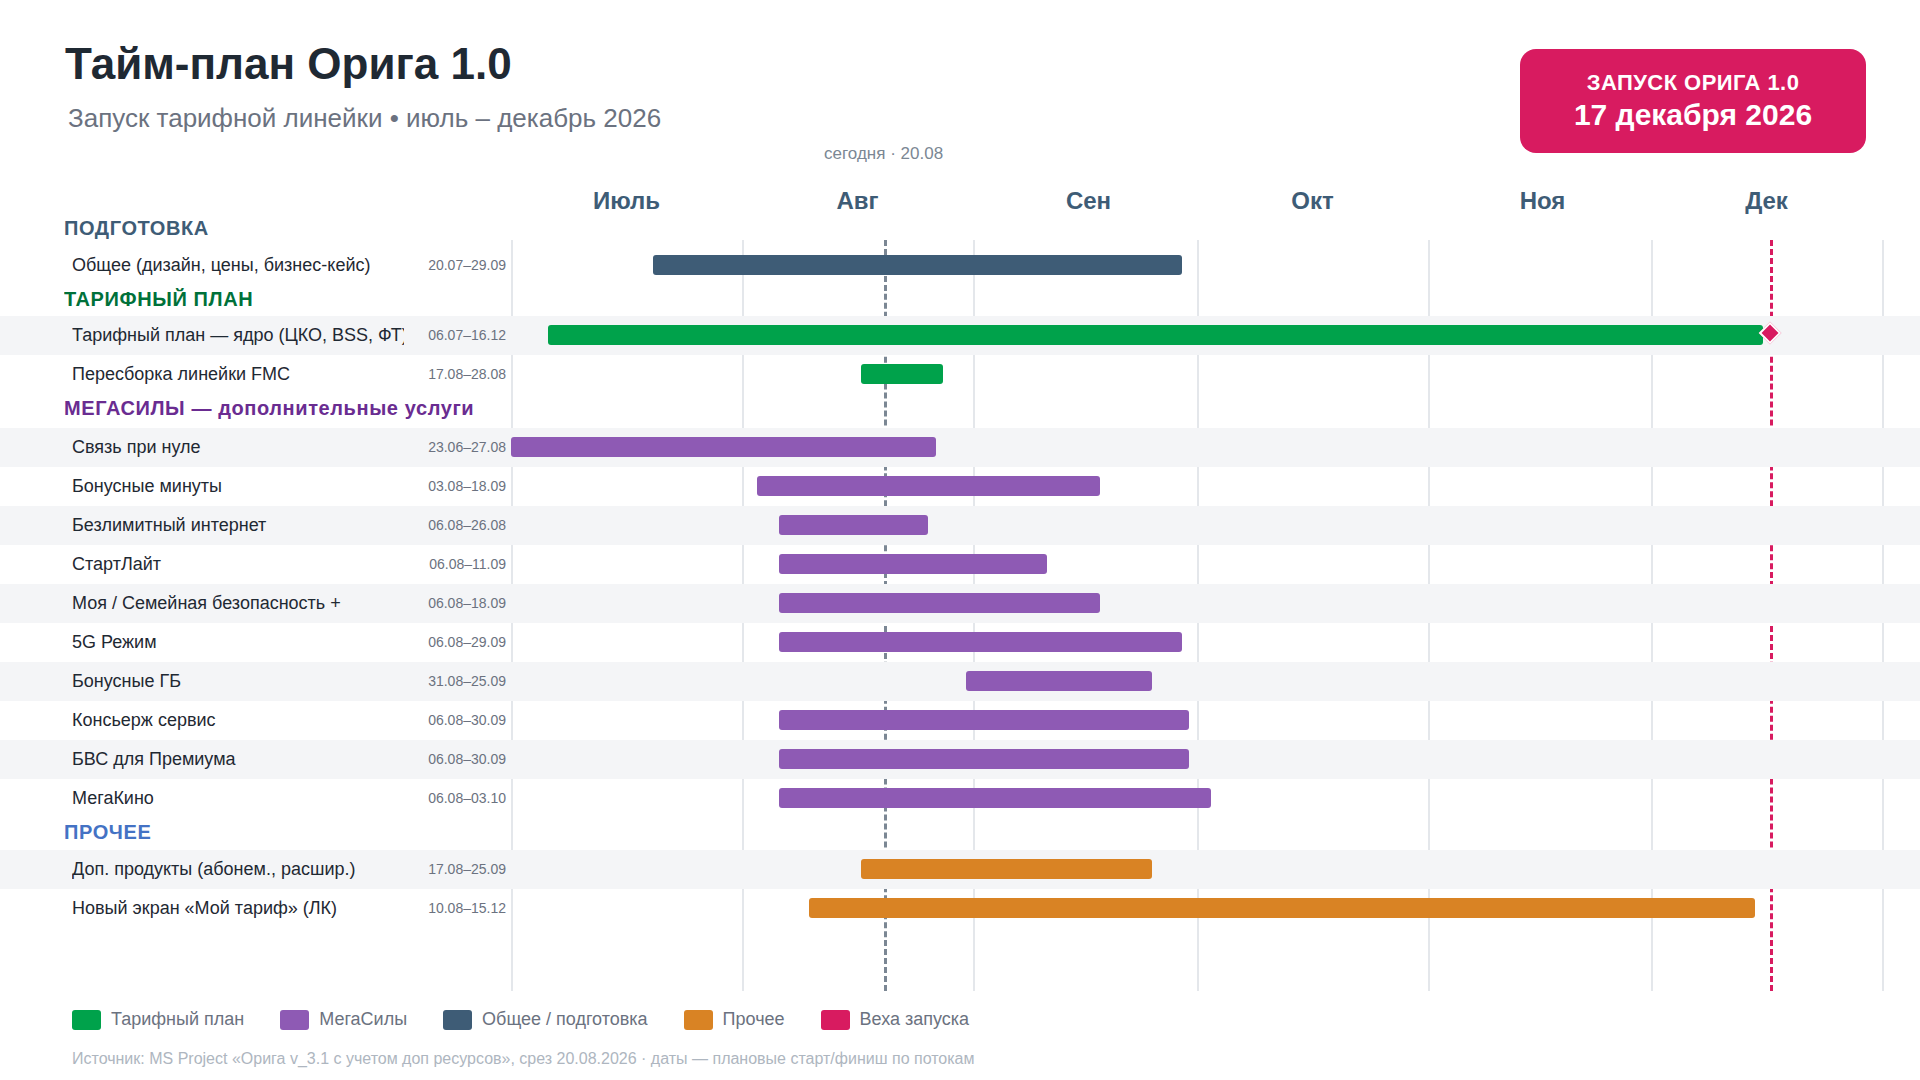 Тайм-план Орига 1.0
Запуск тарифной линейки • июль – декабрь 2026
ЗАПУСК ОРИГА 1.0
17 декабря 2026
сегодня · 20.08
Июль Авг Сен Окт Ноя Дек
ПОДГОТОВКА
Общее (дизайн, цены, бизнес-кейс) 20.07–29.09
ТАРИФНЫЙ ПЛАН
Тарифный план — ядро (ЦКО, BSS, ФТ) 06.07–16.12
Пересборка линейки FMC 17.08–28.08
МЕГАСИЛЫ — дополнительные услуги
Связь при нуле 23.06–27.08
Бонусные минуты 03.08–18.09
Безлимитный интернет 06.08–26.08
СтартЛайт 06.08–11.09
Моя / Семейная безопасность + 06.08–18.09
5G Режим 06.08–29.09
Бонусные ГБ 31.08–25.09
Консьерж сервис 06.08–30.09
БВС для Премиума 06.08–30.09
МегаКино 06.08–03.10
ПРОЧЕЕ
Доп. продукты (абонем., расшир.) 17.08–25.09
Новый экран «Мой тариф» (ЛК) 10.08–15.12
Тарифный план МегаСилы Общее / подготовка Прочее Веха запуска
Источник: MS Project «Орига v_3.1 с учетом доп ресурсов», срез 20.08.2026 · даты — плановые старт/финиш по потокам